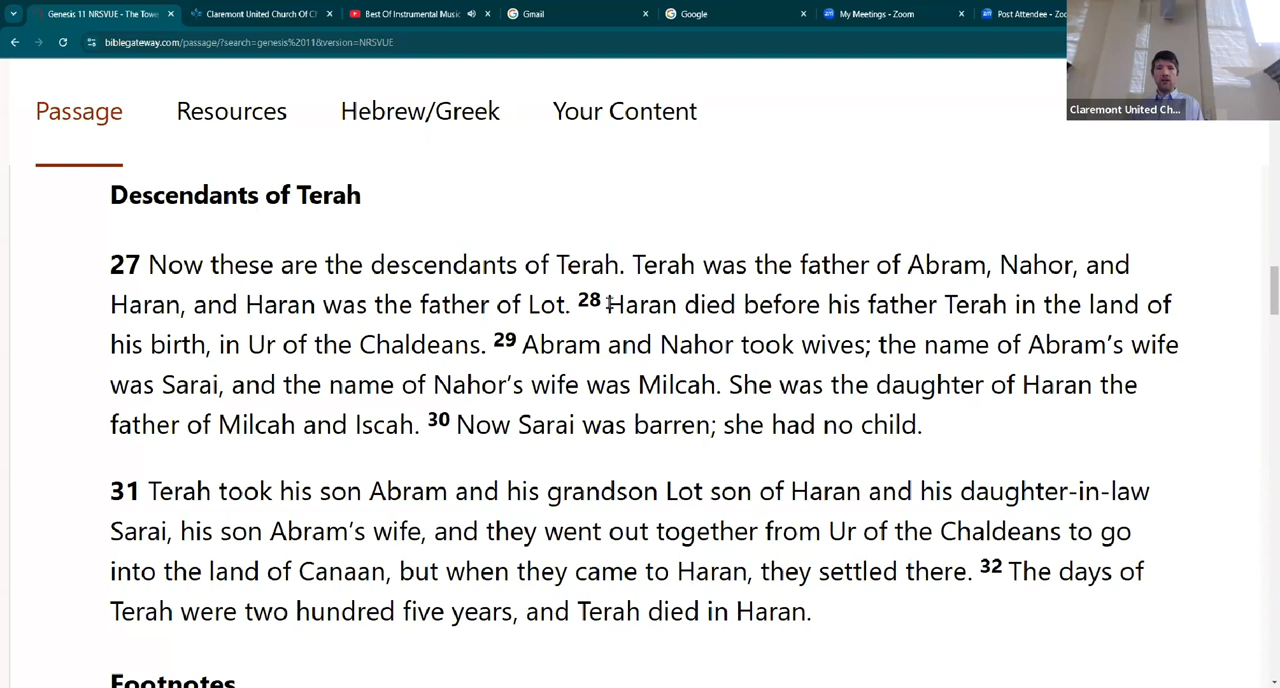 Genesis 11 NRSVUE - The Towe
Claremont United Church Of C
Best Of Instrumental Music
Gmail
Google
My Meetings - Zoom
Post Attendee - Zo
biblegateway.com/passage/?search=genesis%2011&version=NRSVUE
Claremont United Ch...
Passage Resources Hebrew/Greek Your Content
Descendants of Terah
27 Now these are the descendants of Terah. Terah was the father of Abram, Nahor, and
Haran, and Haran was the father of Lot. 28 Haran died before his father Terah in the land of
his birth, in Ur of the Chaldeans. 29 Abram and Nahor took wives; the name of Abram’s wife
was Sarai, and the name of Nahor’s wife was Milcah. She was the daughter of Haran the
father of Milcah and Iscah. 30 Now Sarai was barren; she had no child.
31 Terah took his son Abram and his grandson Lot son of Haran and his daughter-in-law
Sarai, his son Abram’s wife, and they went out together from Ur of the Chaldeans to go
into the land of Canaan, but when they came to Haran, they settled there. 32 The days of
Terah were two hundred five years, and Terah died in Haran.
Footnotes